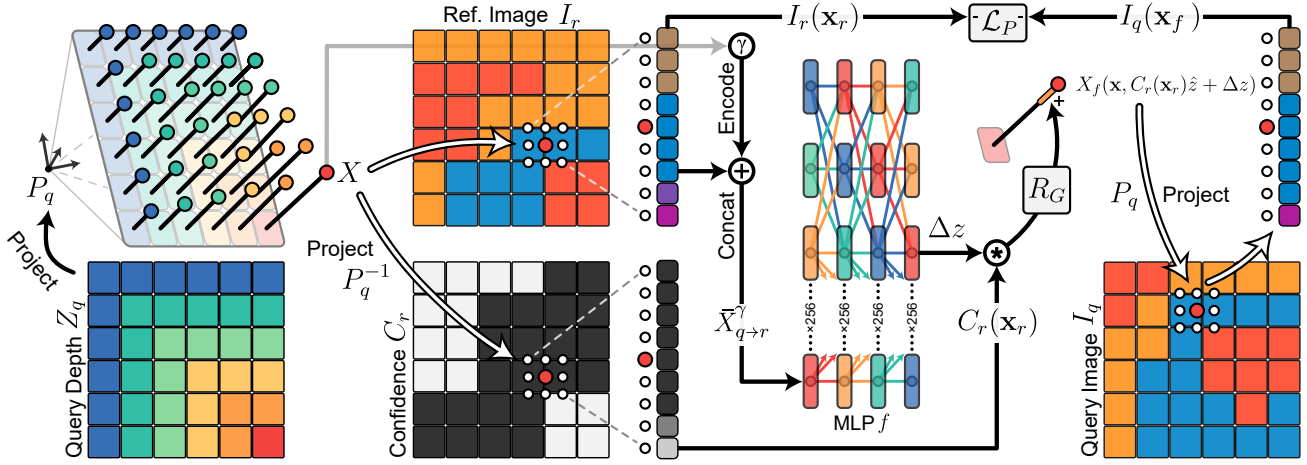 Ref. Image I_r
I_r(x_r)
-ℒ_P-
I_q(x_f)
γ
Encode
X_f(x, C_r(x_r)ẑ + Δz)
+
P_q
X
+
R_G
P_q
Project
Project
Project
P_q^{-1}
Concat
Δz
*
Query Depth Z_q
Confidence C_r
X̄^γ_{q→r}
×256
×256
×256
×256
C_r(x_r)
Query Image I_q
MLP f